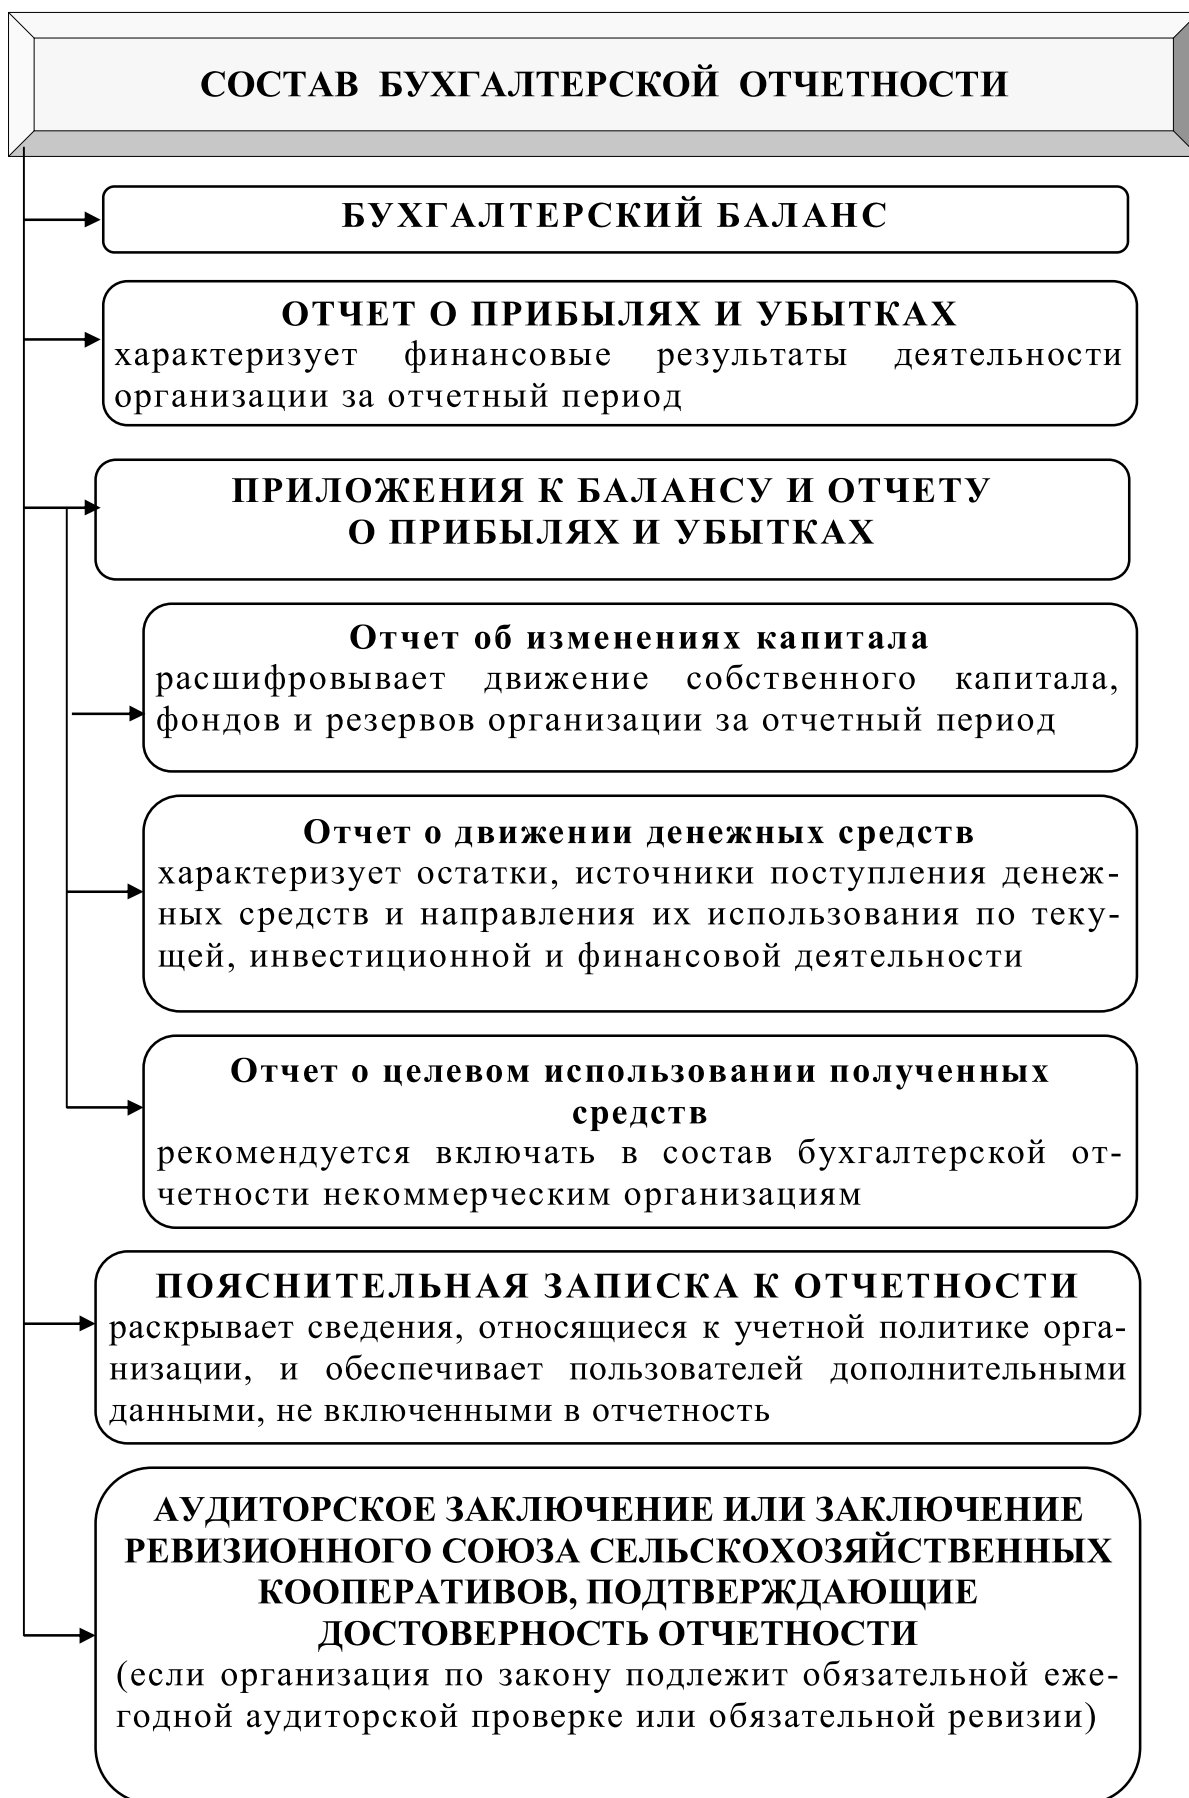 СОСТАВ БУХГАЛТЕРСКОЙ ОТЧЕТНОСТИ
БУХГАЛТЕРСКИЙ БАЛАНС
ОТЧЕТ О ПРИБЫЛЯХ И УБЫТКАХ
характеризует финансовые результаты деятельности
организации за отчетный период
ПРИЛОЖЕНИЯ К БАЛАНСУ И ОТЧЕТУ
О ПРИБЫЛЯХ И УБЫТКАХ
Отчет об изменениях капитала
расшифровывает движение собственного капитала,
фондов и резервов организации за отчетный период
Отчет о движении денежных средств
характеризует остатки, источники поступления денеж-
ных средств и направления их использования по теку-
щей, инвестиционной и финансовой деятельности
Отчет о целевом использовании полученных
средств
рекомендуется включать в состав бухгалтерской от-
четности некоммерческим организациям
ПОЯСНИТЕЛЬНАЯ ЗАПИСКА К ОТЧЕТНОСТИ
раскрывает сведения, относящиеся к учетной политике орга-
низации, и обеспечивает пользователей дополнительными
данными, не включенными в отчетность
АУДИТОРСКОЕ ЗАКЛЮЧЕНИЕ ИЛИ ЗАКЛЮЧЕНИЕ
РЕВИЗИОННОГО СОЮЗА СЕЛЬСКОХОЗЯЙСТВЕННЫХ
КООПЕРАТИВОВ, ПОДТВЕРЖДАЮЩИЕ
ДОСТОВЕРНОСТЬ ОТЧЕТНОСТИ
(если организация по закону подлежит обязательной еже-
годной аудиторской проверке или обязательной ревизии)